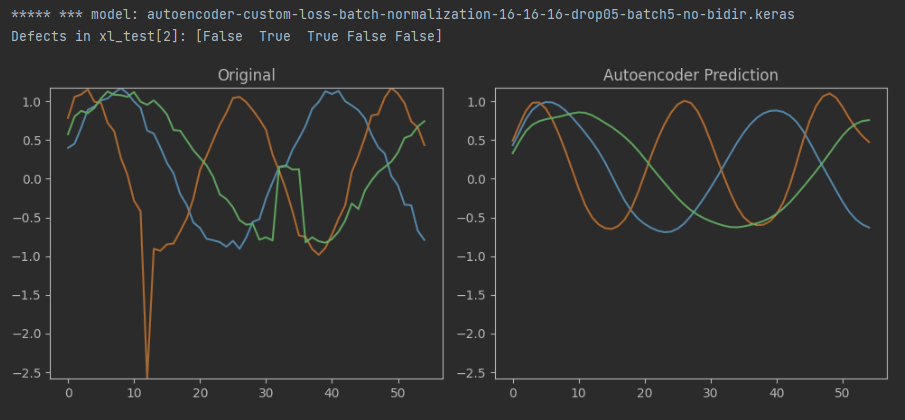 ***** *** model: autoencoder-custom-loss-batch-normalization-16-16-16-drop05-batch5-no-bidir.keras
Defects in xl_test[2]: [False  True  True False False]
Original
Autoencoder Prediction
1.0
0.5
0.0
−0.5
−1.0
−1.5
−2.0
−2.5
0 10 20 30 40 50
1.0
0.5
0.0
−0.5
−1.0
−1.5
−2.0
−2.5
0 10 20 30 40 50